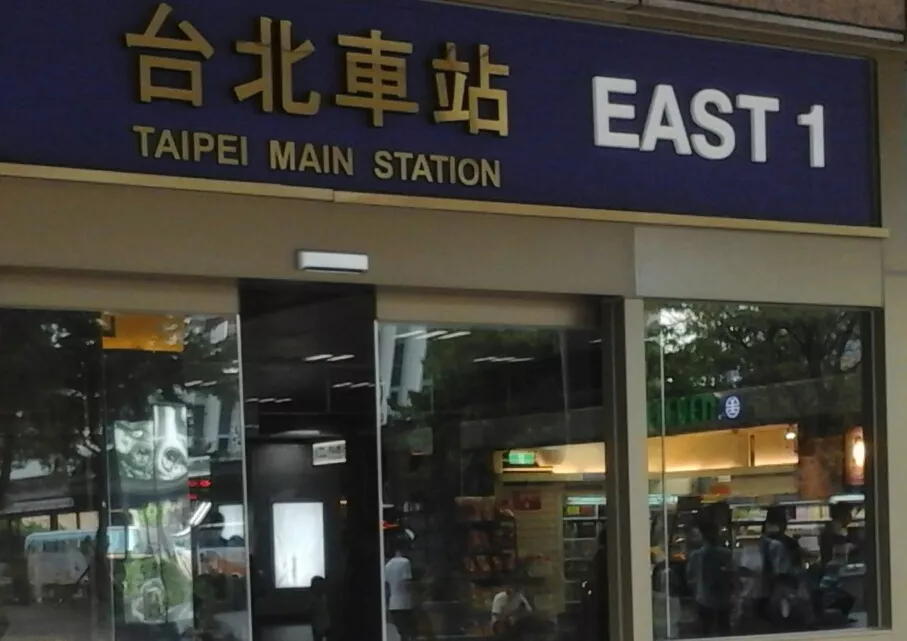 台北車站
TAIPEI MAIN STATION
EAST 1